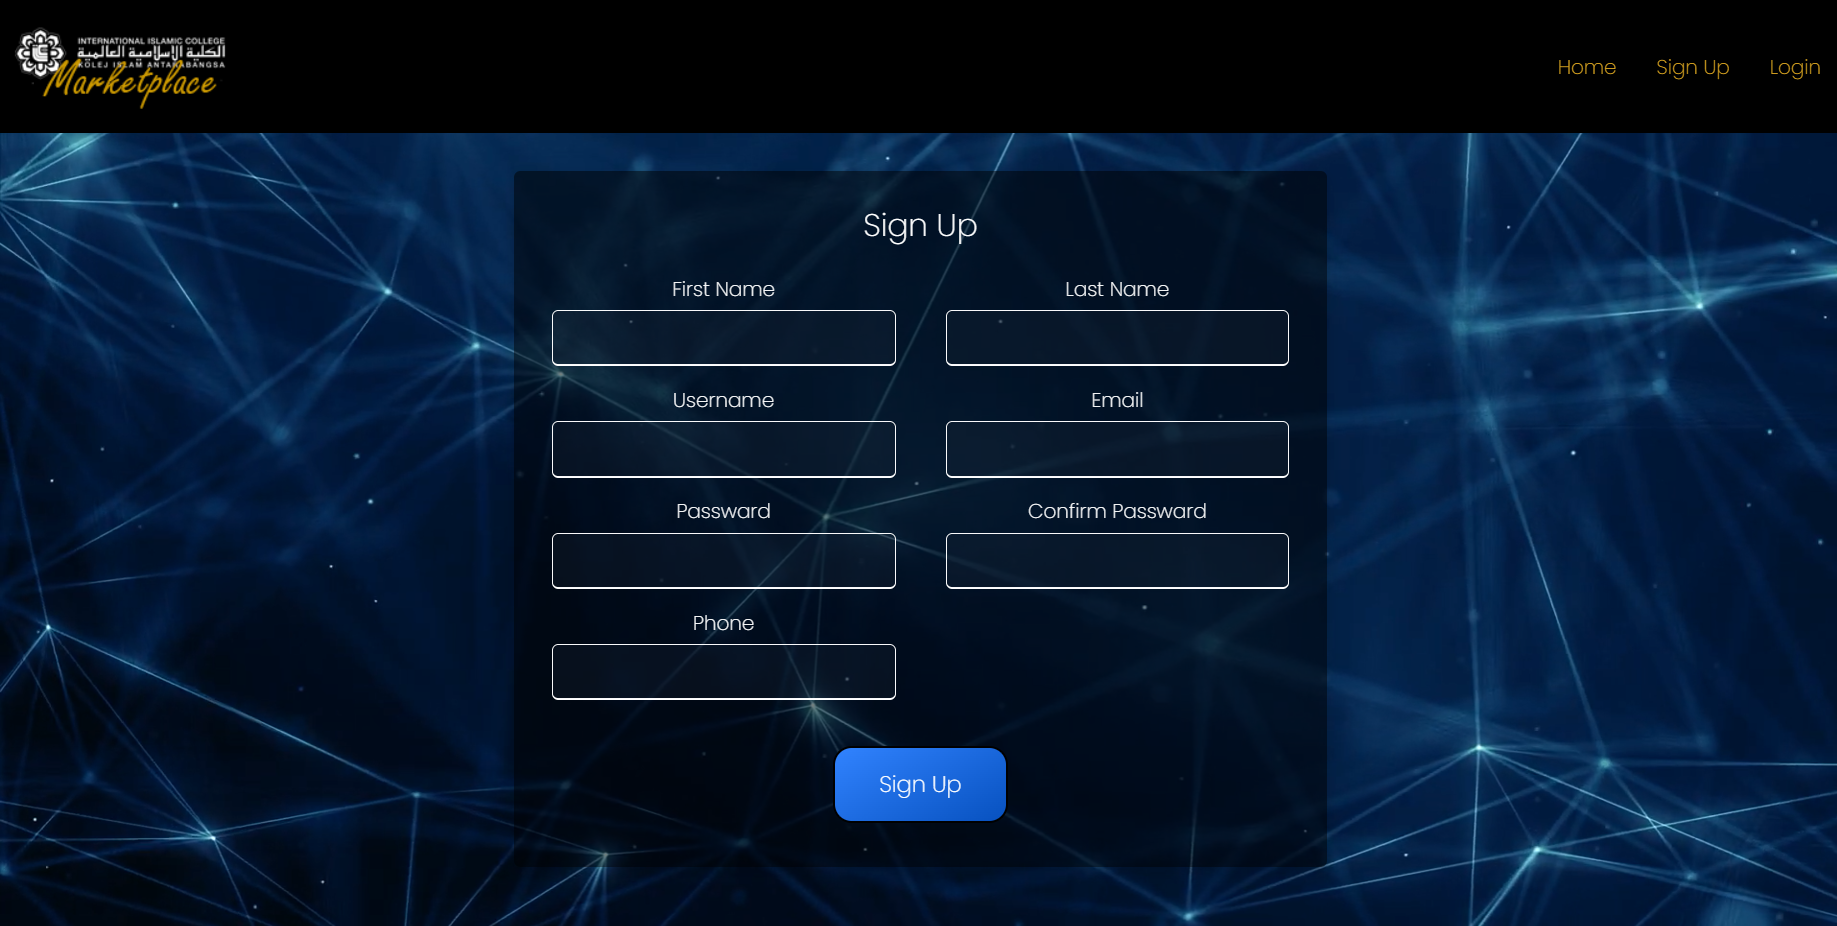 INTERNATIONAL ISLAMIC COLLEGE
الكلية الإسلامية العالمية
KOLEJ ISLAM ANTARABANGSA
Marketplace
Home
Sign Up
Login
Sign Up
First Name
Last Name
Username
Email
Password
Confirm Password
Phone
Sign Up